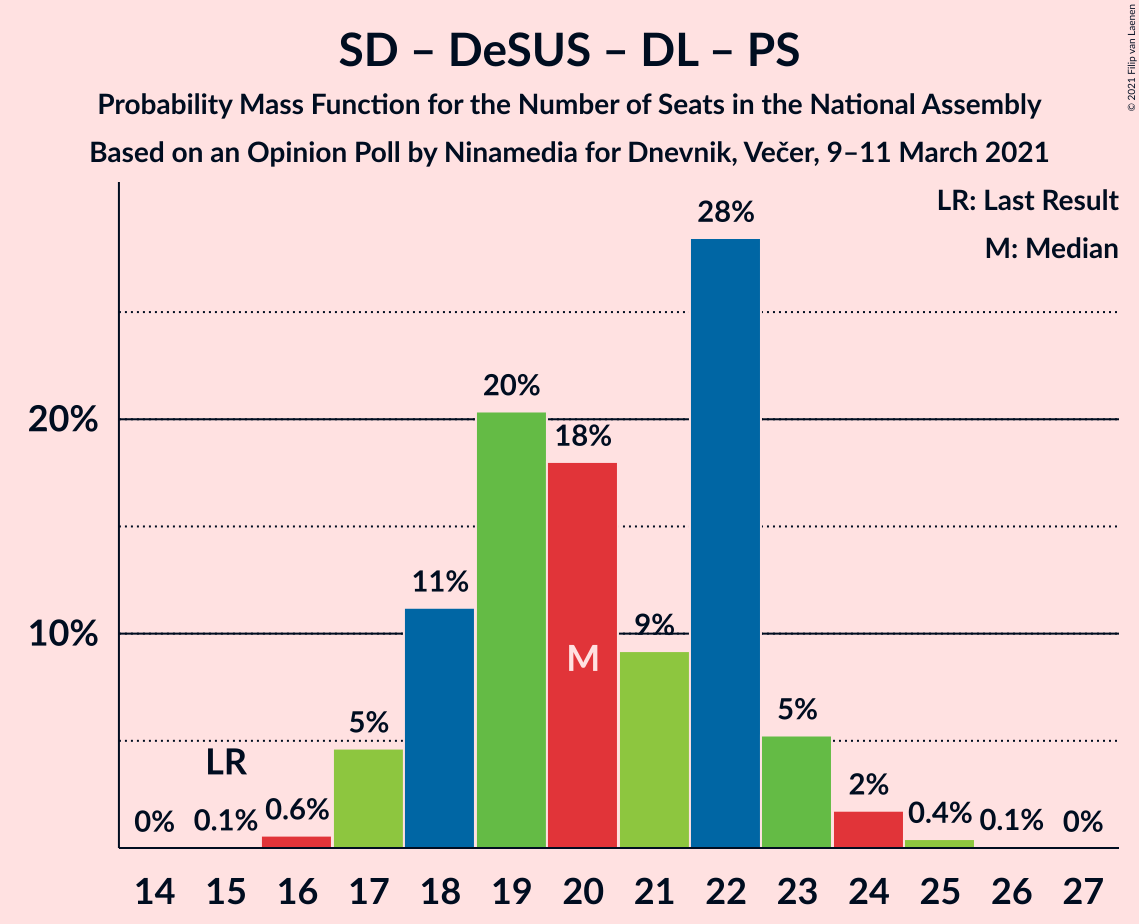 SD – DeSUS – DL – PS
Probability Mass Function for the Number of Seats in the National Assembly
Based on an Opinion Poll by Ninamedia for Dnevnik, Večer, 9–11 March 2021
© 2021 Filip van Laenen
LR: Last Result
M: Median
28%
20%
20%
18%
11%
10%
9%
M
5%
5%
LR
2%
0%
0.1%
0.6%
0.4%
0.1%
0%
14 15 16 17 18 19 20 21 22 23 24 25 26 27